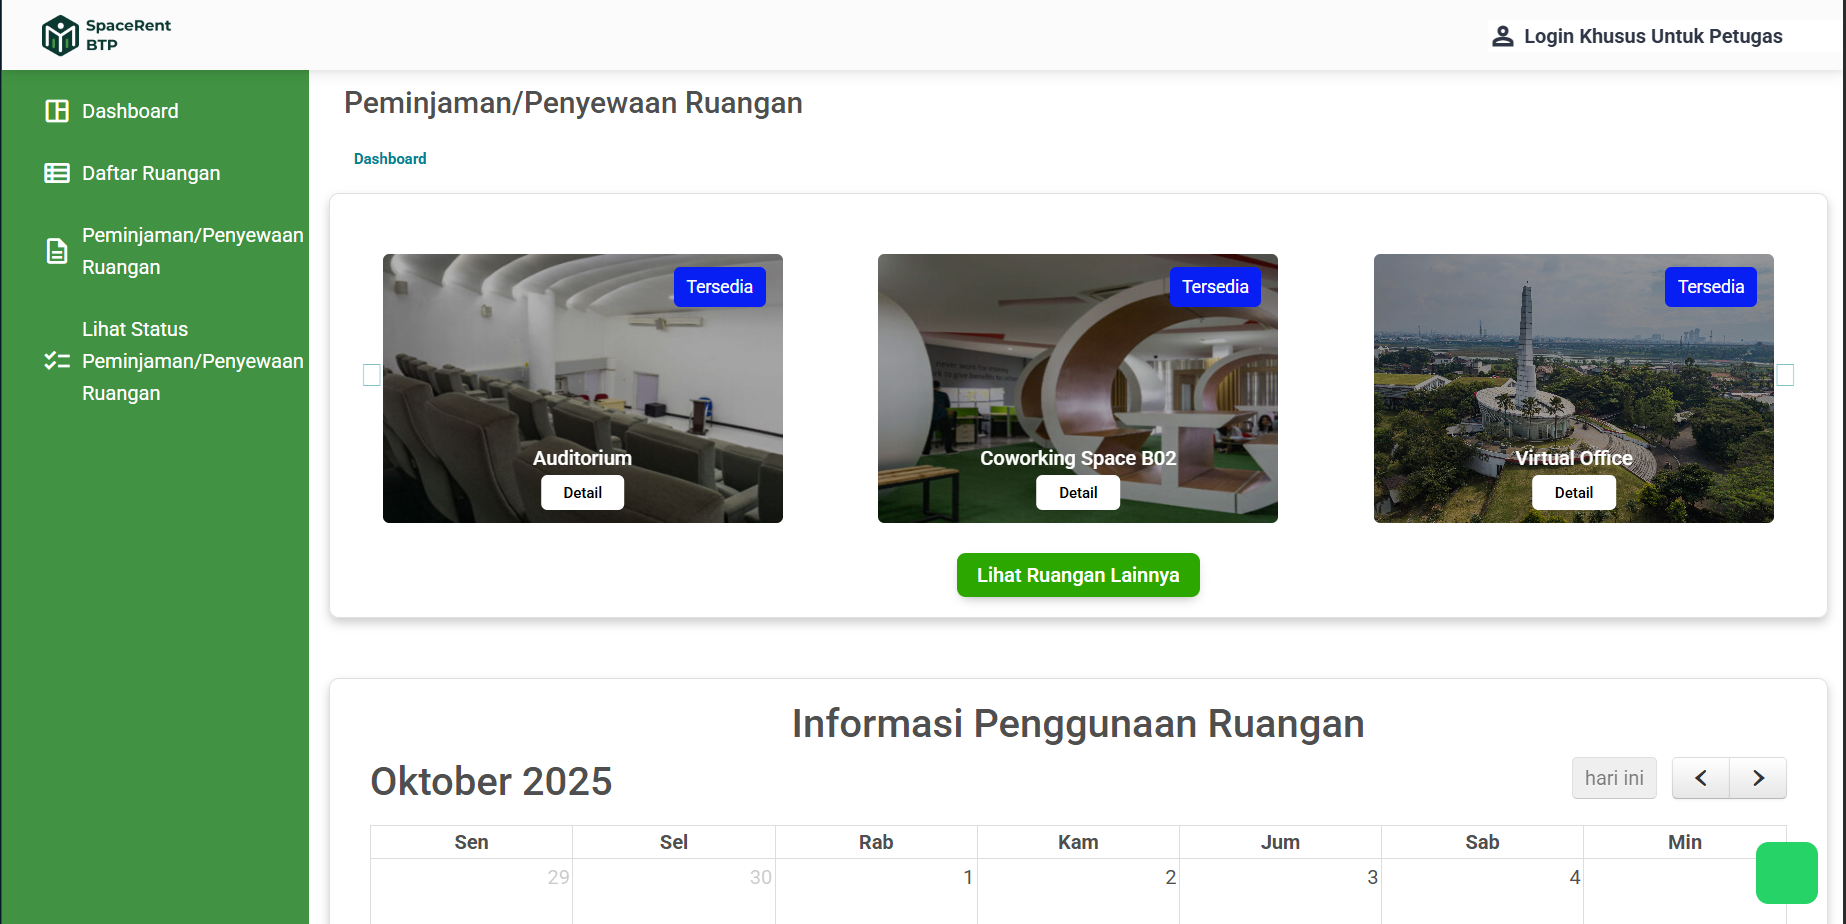 SpaceRent
BTP
Login Khusus Untuk Petugas
Dashboard
Daftar Ruangan
Peminjaman/Penyewaan
Ruangan
Lihat Status
Peminjaman/Penyewaan
Ruangan
Peminjaman/Penyewaan Ruangan
Dashboard
Tersedia
Auditorium
Detail
Tersedia
Coworking Space B02
Detail
Tersedia
Virtual Office
Detail
Lihat Ruangan Lainnya
Informasi Penggunaan Ruangan
Oktober 2025
hari ini
Sen Sel Rab Kam Jum Sab Min
29 30 1 2 3 4